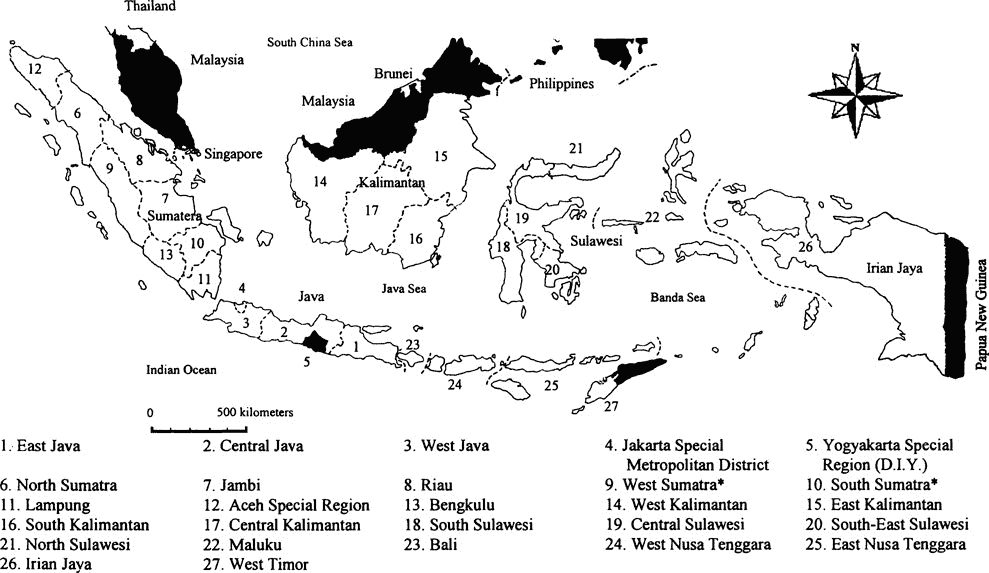 Thailand
South China Sea
Malaysia
Brunei
Philippines
N
12
Malaysia
6
21
8
Singapore
15
9
14
Kalimantan
7
22
Sumatera
17
19
10
16
18
Sulawesi
26
13
20
Irian Jaya
11
4
Java
Java Sea
Banda Sea
Papua New Guinea
3
2
1
23
5
Indian Ocean
24
25
27
0 500 kilometers
1. East Java 2. Central Java 3. West Java 4. Jakarta Special 5. Yogyakarta Special
Metropolitan District Region (D.I.Y.)
6. North Sumatra 7. Jambi 8. Riau 9. West Sumatra* 10. South Sumatra*
11. Lampung 12. Aceh Special Region 13. Bengkulu 14. West Kalimantan 15. East Kalimantan
16. South Kalimantan 17. Central Kalimantan 18. South Sulawesi 19. Central Sulawesi 20. South-East Sulawesi
21. North Sulawesi 22. Maluku 23. Bali 24. West Nusa Tenggara 25. East Nusa Tenggara
26. Irian Jaya 27. West Timor